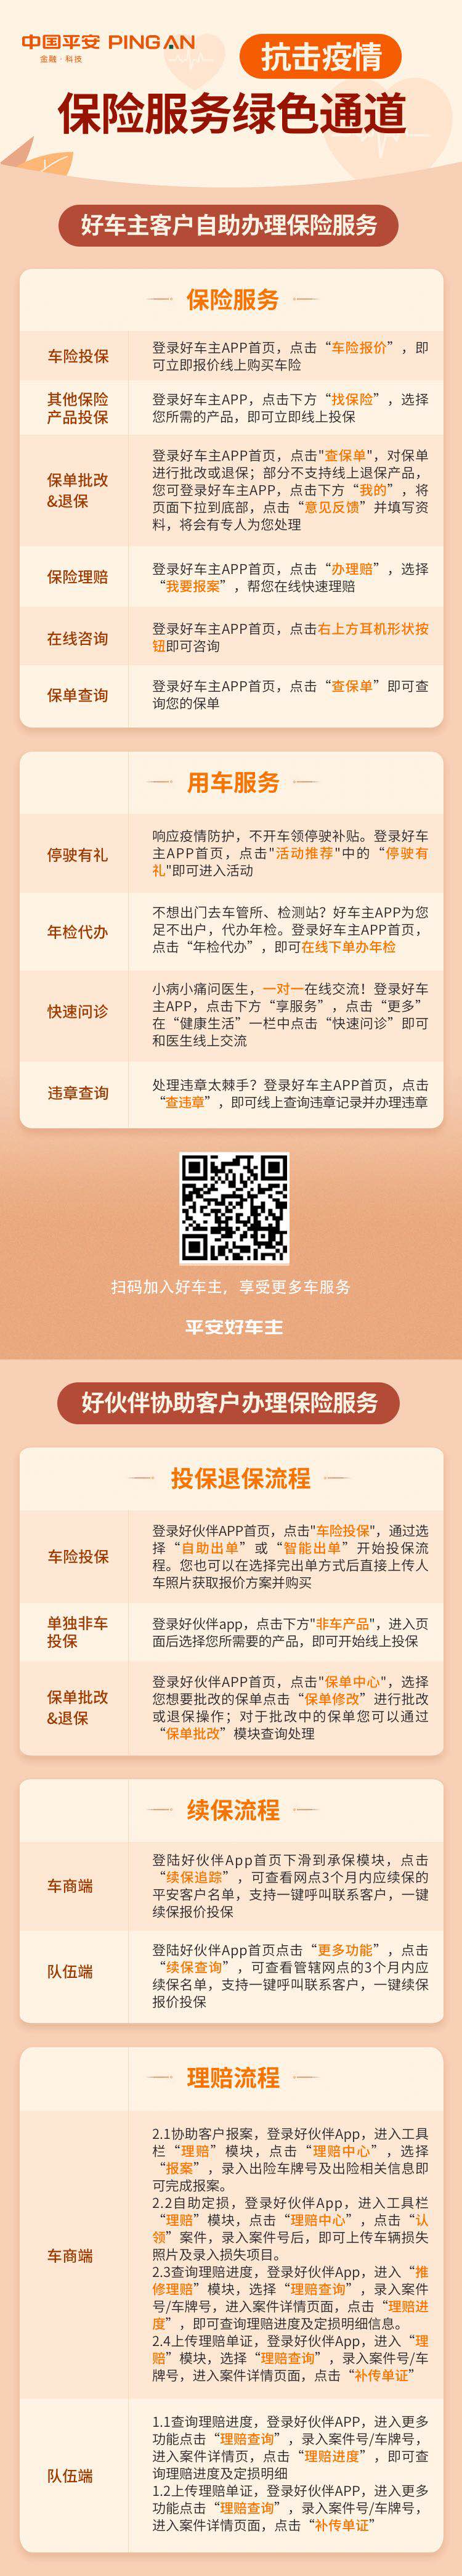 中国平安 PING AN
金融·科技
抗击疫情
保险服务绿色通道
好车主客户自助办理保险服务
保险服务
车险投保
登录好车主APP首页，点击“车险报价”，即
可立即报价线上购买车险
其他保险
产品投保
登录好车主APP，点击下方“找保险”，选择
您所需的产品，即可立即线上投保
保单批改
&退保
登录好车主APP首页，点击"查保单"，对保单
进行批改或退保；部分不支持线上退保产品，
您可登录好车主APP，点击下方“我的”，将
页面下拉到底部，点击“意见反馈”并填写资
料，将会有专人为您处理
保险理赔
登录好车主APP首页，点击“办理赔”，选择
“我要报案”，帮您在线快速理赔
在线咨询
登录好车主APP首页，点击右上方耳机形状按
钮即可咨询
保单查询
登录好车主APP首页，点击“查保单”即可查
询您的保单
用车服务
停驶有礼
响应疫情防护，不开车领停驶补贴。登录好车
主APP首页，点击"活动推荐"中的“停驶有
礼"即可进入活动
年检代办
不想出门去车管所、检测站？好车主APP为您
足不出户，代办年检。登录好车主APP首页，
点击“年检代办”，即可在线下单办年检
快速问诊
小病小痛问医生，一对一在线交流！登录好车
主APP，点击下方“享服务”，点击“更多”
在“健康生活”一栏中点击“快速问诊”即可
和医生线上交流
违章查询
处理违章太棘手？登录好车主APP首页，点击
“查违章”，即可线上查询违章记录并办理违章
扫码加入好车主，享受更多车服务
平安好车主
好伙伴协助客户办理保险服务
投保退保流程
车险投保
登录好伙伴APP首页，点击"车险投保"，通过选
择“自助出单”或“智能出单”开始投保流
程。您也可以在选择完出单方式后直接上传人
车照片获取报价方案并购买
单独非车
投保
登录好伙伴app，点击下方"非车产品"，进入页
面后选择您所需要的产品，即可开始线上投保
保单批改
&退保
登录好伙伴APP首页，点击"保单中心"，选择
您想要批改的保单点击“保单修改”进行批改
或退保操作；对于批改中的保单您可以通过
“保单批改”模块查询处理
续保流程
车商端
登陆好伙伴App首页下滑到承保模块，点击
“续保追踪”，可查看网点3个月内应续保的
平安客户名单，支持一键呼叫联系客户，一键
续保报价投保
队伍端
登陆好伙伴App首页点击“更多功能”，点击
“续保查询”，可查看管辖网点的3个月内应
续保名单，支持一键呼叫联系客户，一键续保
报价投保
理赔流程
车商端
2.1协助客户报案，登录好伙伴App，进入工具
栏“理赔”模块，点击“理赔中心”，选择
“报案”，录入出险车牌号及出险相关信息即
可完成报案。
2.2自助定损，登录好伙伴App，进入工具栏
“理赔”模块，点击“理赔中心”，点击“认
领”案件，录入案件号后，即可上传车辆损失
照片及录入损失项目。
2.3查询理赔进度，登录好伙伴App，进入“推
修理赔”模块，选择“理赔查询”，录入案件
号/车牌号，进入案件详情页面，点击“理赔进
度”，即可查询理赔进度及定损明细信息。
2.4上传理赔单证，登录好伙伴App，进入“理
赔”模块，选择“理赔查询”，录入案件号/车
牌号，进入案件详情页面，点击“补传单证”
队伍端
1.1查询理赔进度，登录好伙伴APP，进入更多
功能点击“理赔查询”，录入案件号/车牌号，
进入案件详情页，点击“理赔进度”，即可查
询理赔进度及定损明细
1.2上传理赔单证，登录好伙伴APP，进入更多
功能点击“理赔查询”，录入案件号/车牌号，
进入案件详情页面，点击“补传单证”